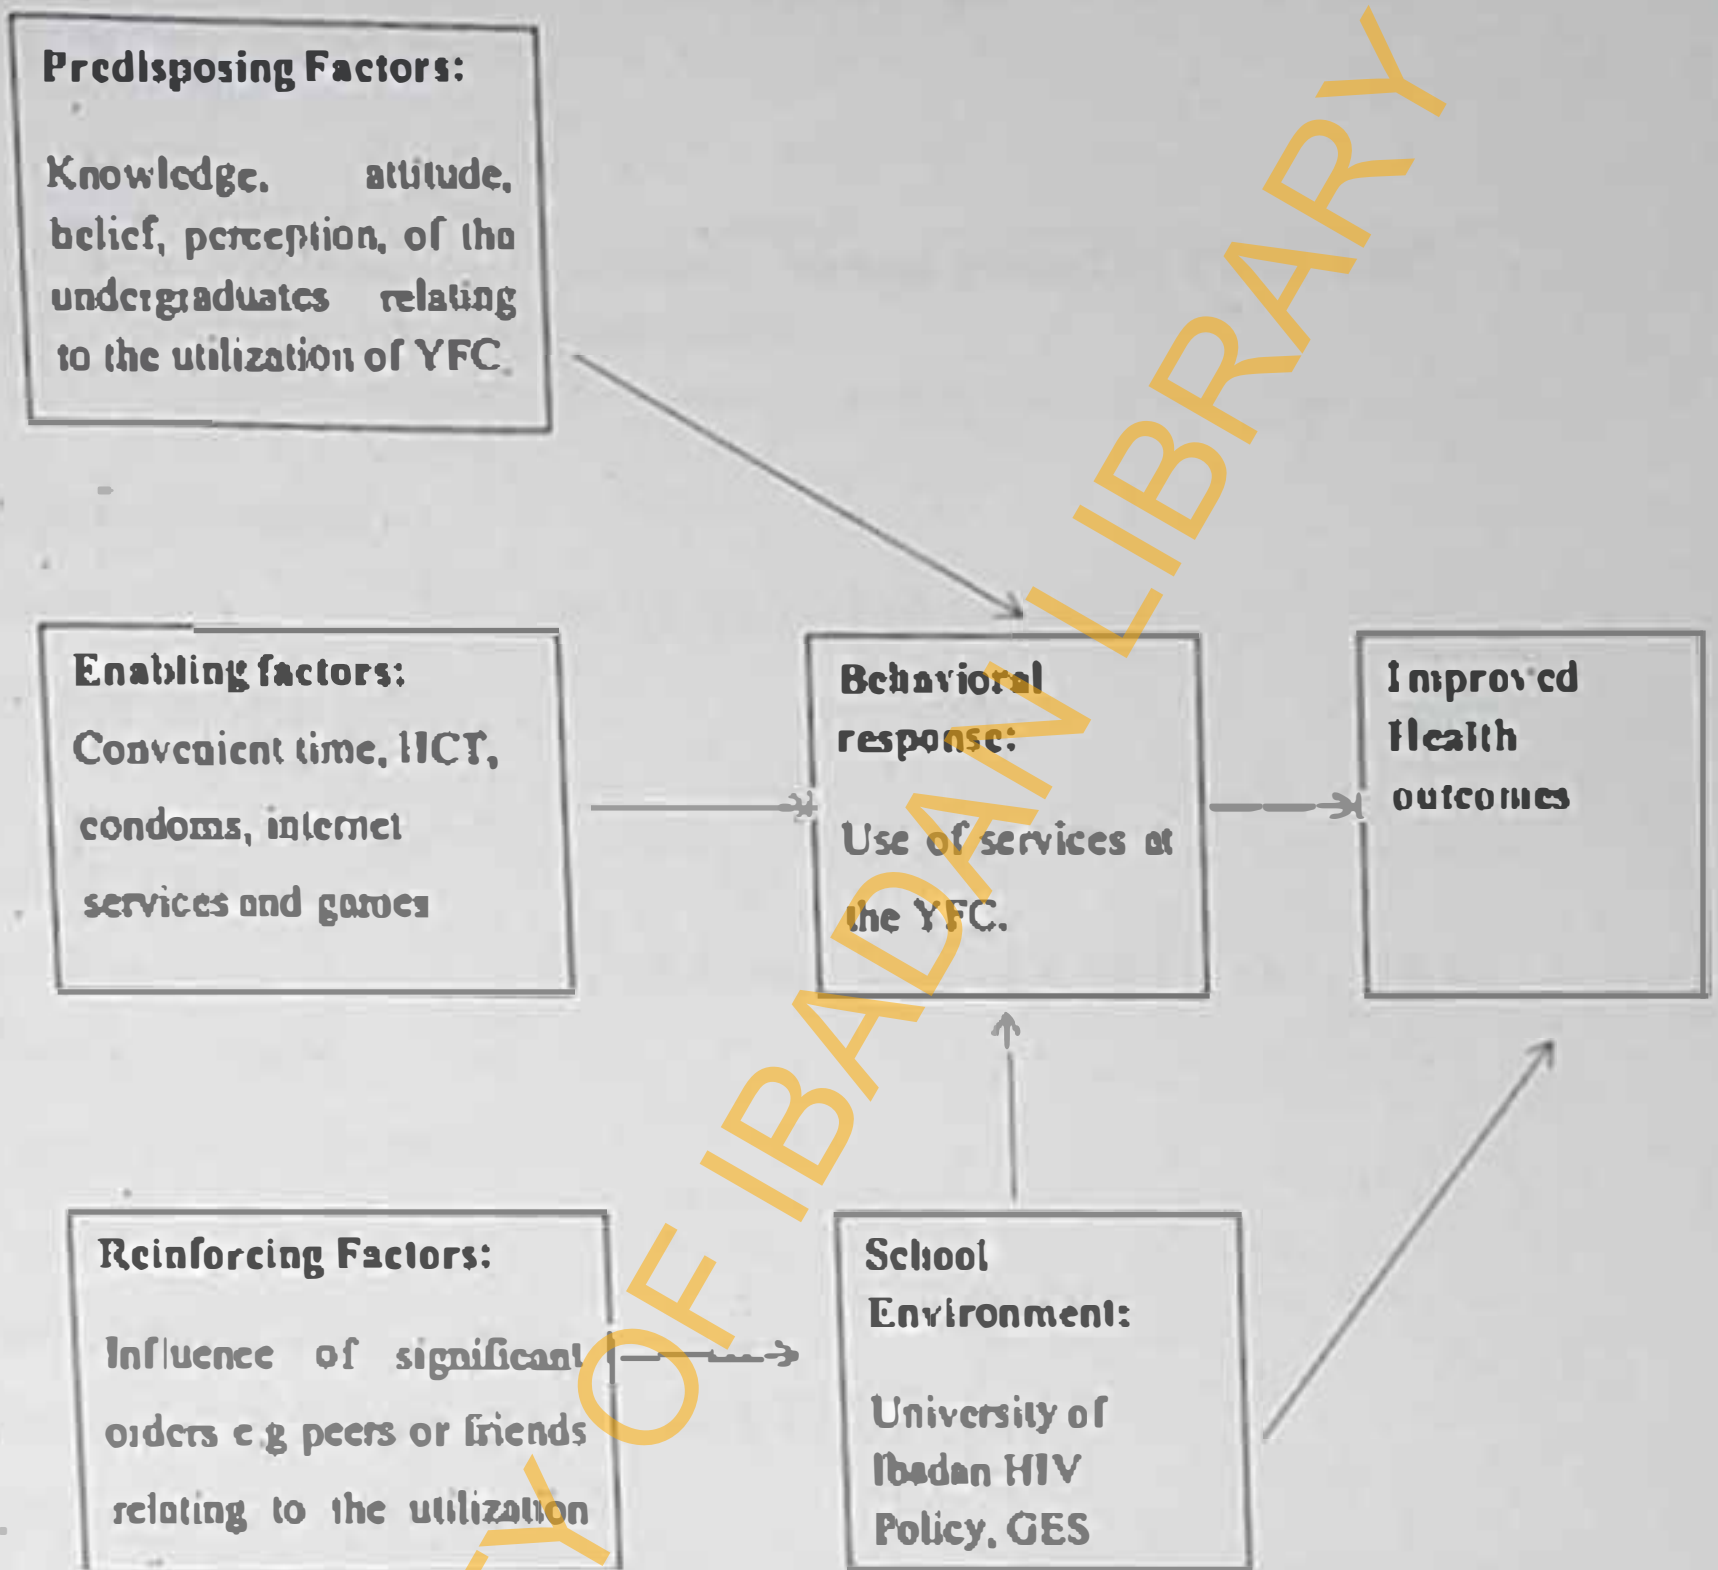 Predisposing Factors:
Knowledge, attitude,
belief, perception, of the
undergraduates relating
to the utilization of YFC.
Enabling factors:
Convenient time, HCT,
condoms, internet
services and games
Behavioral
response:
Use of services at
the YFC.
Improved
Health
outcomes
Reinforcing Factors:
Influence of significant
orders e.g peers or friends
relating to the utilization
School
Environment:
University of
Ibadan HIV
Policy, GES
Y OF IBADAN LIBRARY